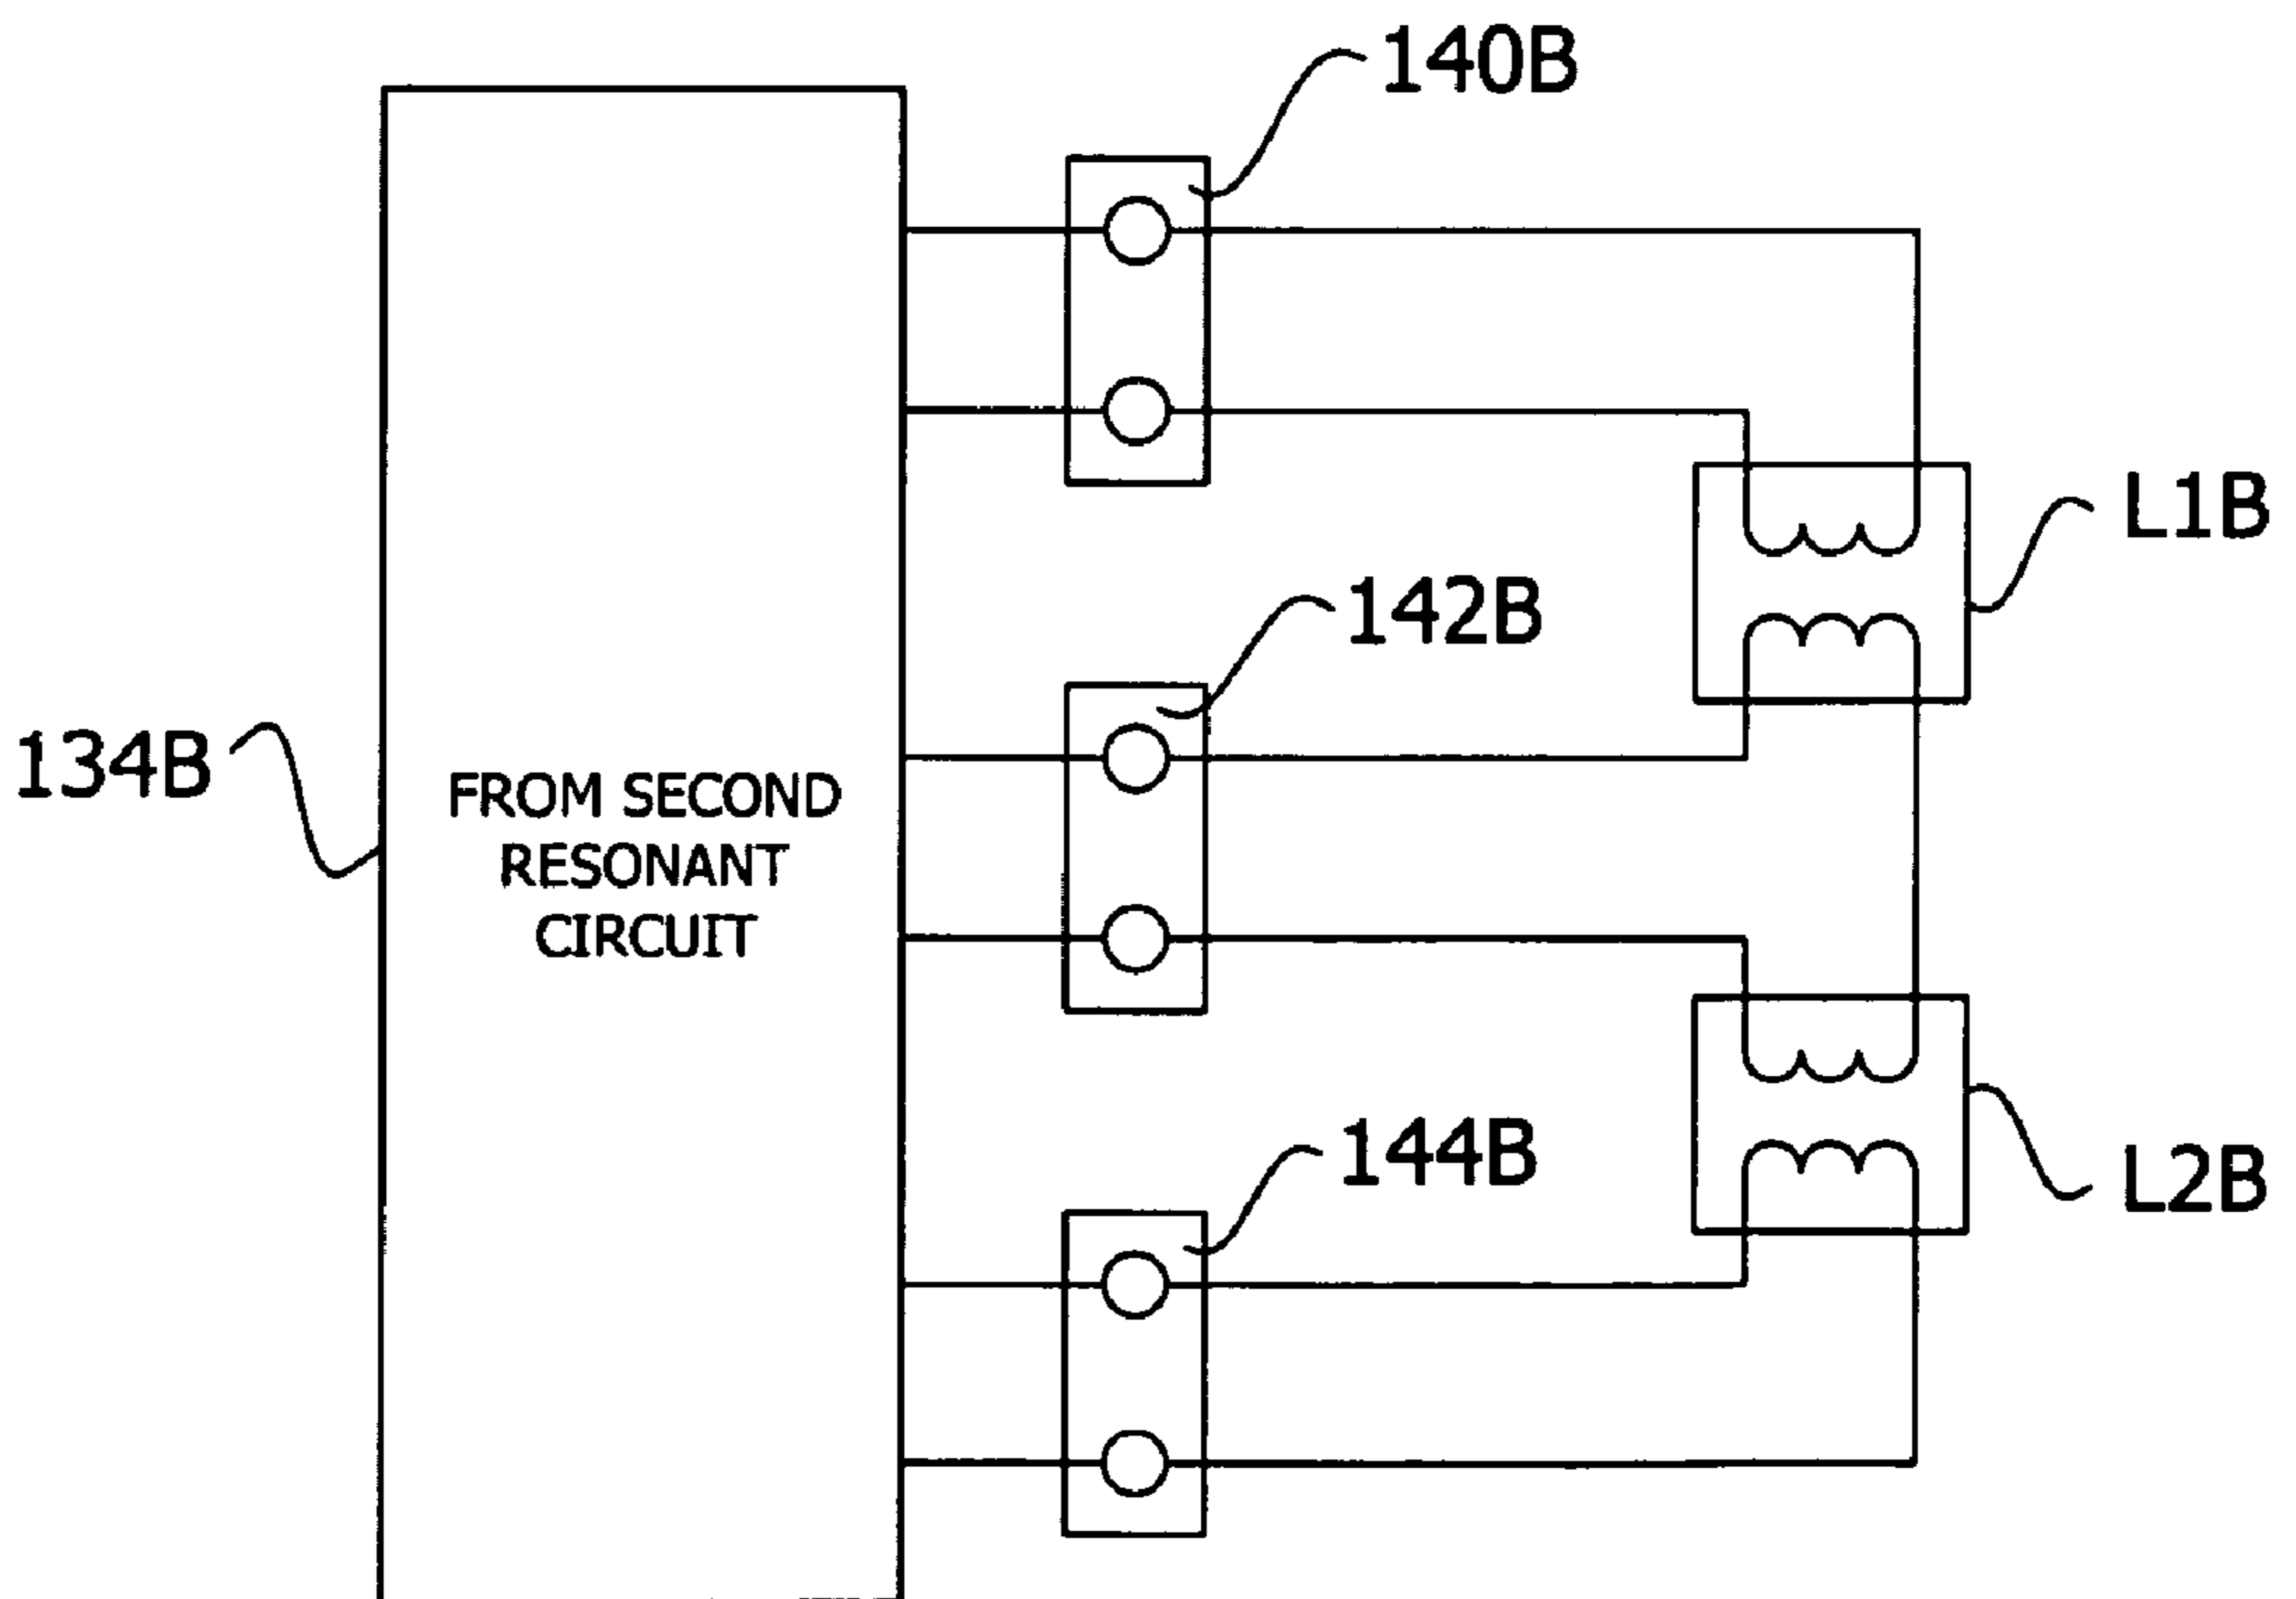 140B
L1B
142B
134B
FROM SECOND
RESONANT
CIRCUIT
144B
L2B